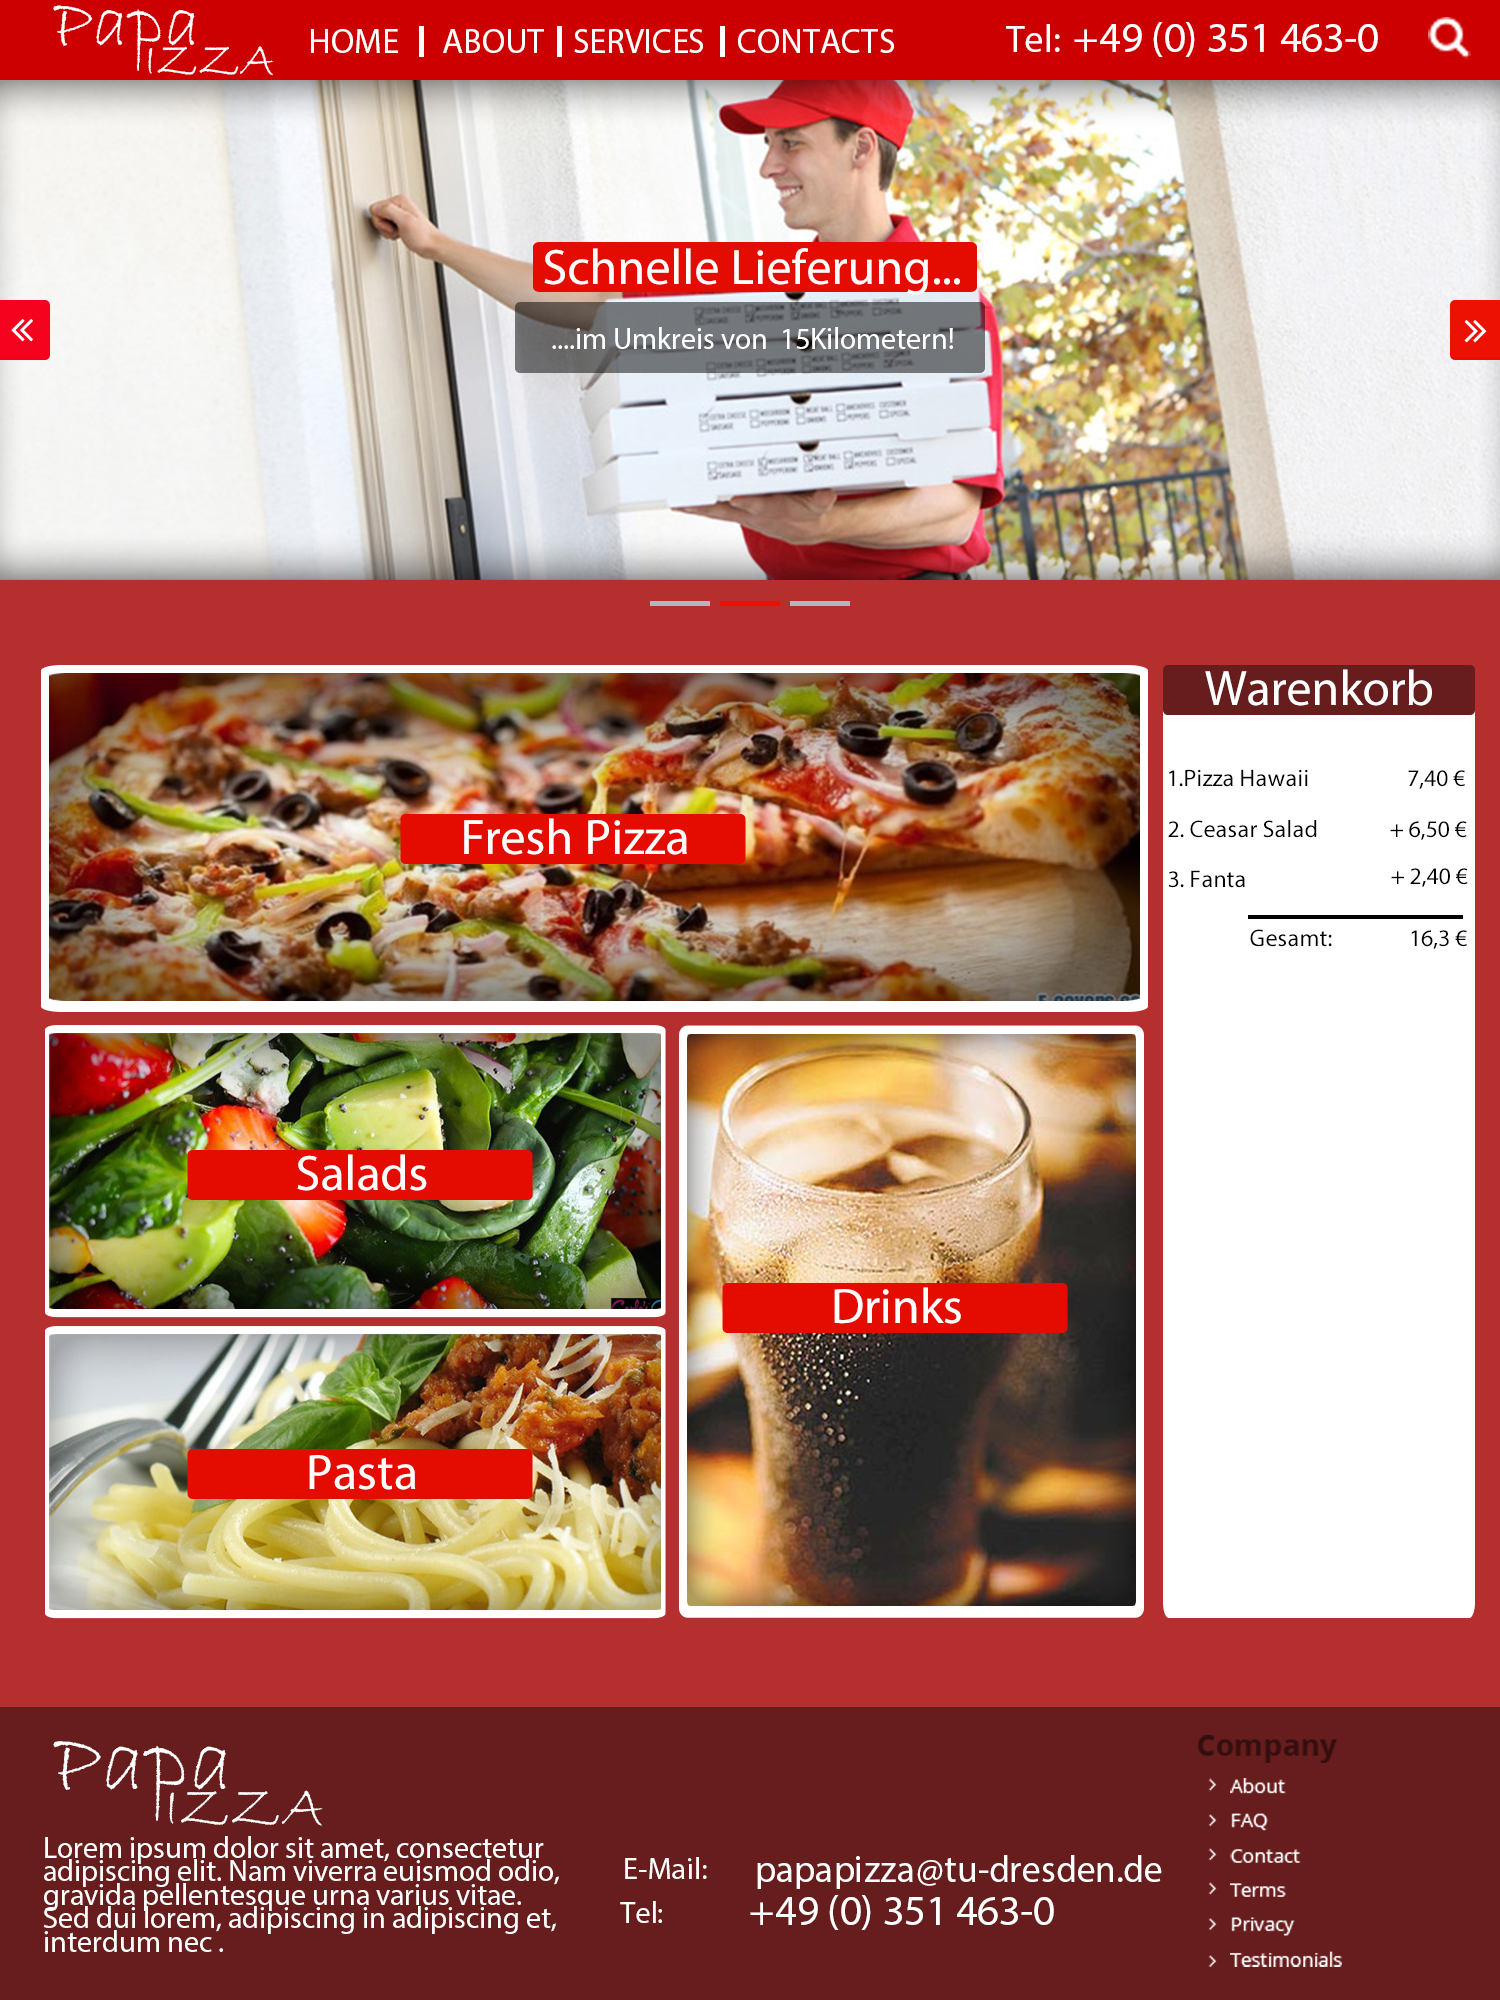 Papa
PIZZA
HOME | ABOUT | SERVICES | CONTACTS
Tel: +49 (0) 351 463-0
Schnelle Lieferung...
....im Umkreis von 15Kilometern!
Fresh Pizza
Salads
Pasta
Drinks
Warenkorb
1.Pizza Hawaii 7,40 €
2. Ceasar Salad + 6,50 €
3. Fanta + 2,40 €
Gesamt: 16,3 €
Papa
PIZZA
Lorem ipsum dolor sit amet, consectetur
adipiscing elit. Nam viverra euismod odio,
gravida pellentesque urna varius vitae.
Sed dui lorem, adipiscing in adipiscing et,
interdum nec .
E-Mail: papapizza@tu-dresden.de
Tel: +49 (0) 351 463-0
Company
About
FAQ
Contact
Terms
Privacy
Testimonials